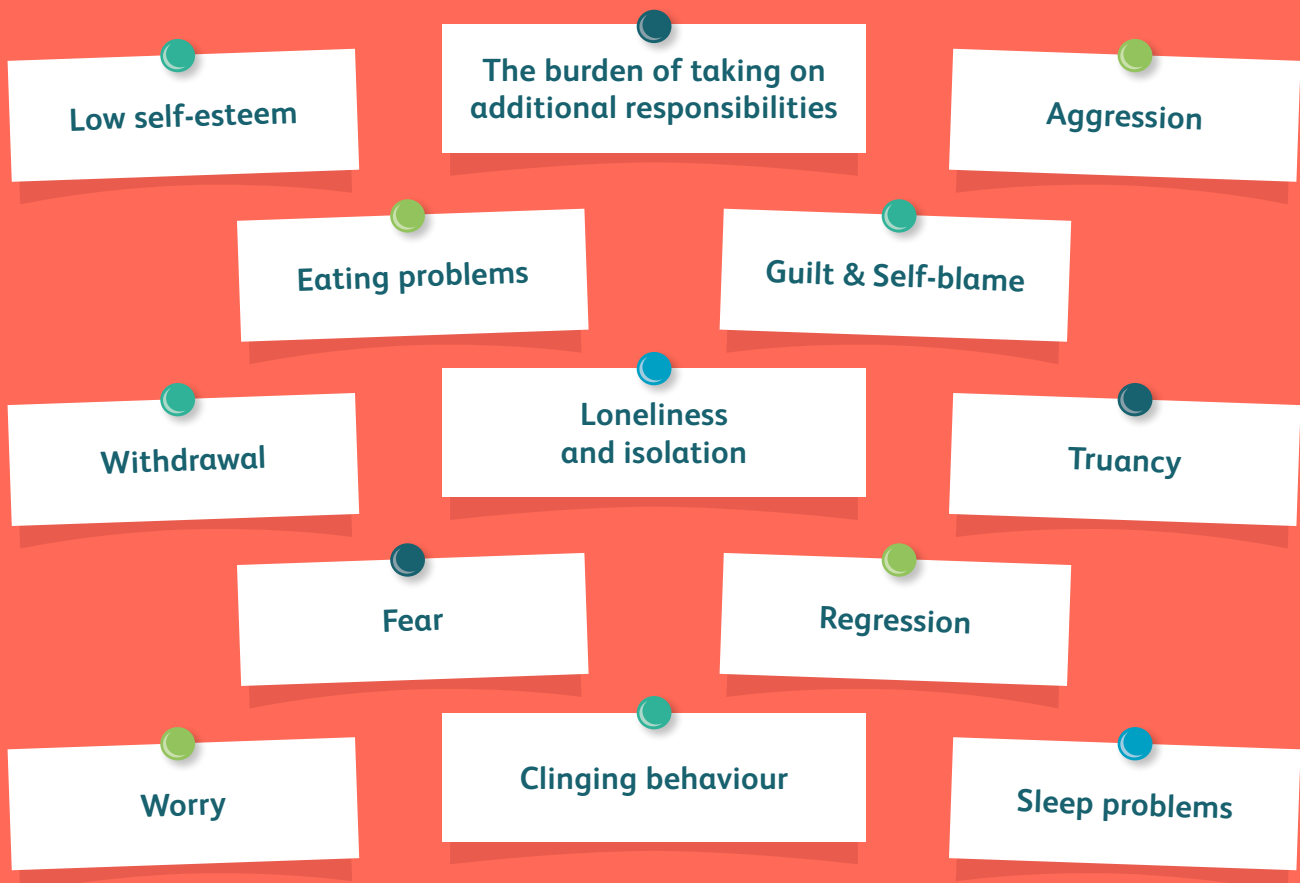 Low self-esteem
The burden of taking on
additional responsibilities
Aggression
Eating problems
Guilt & Self-blame
Withdrawal
Loneliness
and isolation
Truancy
Fear
Regression
Worry
Clinging behaviour
Sleep problems